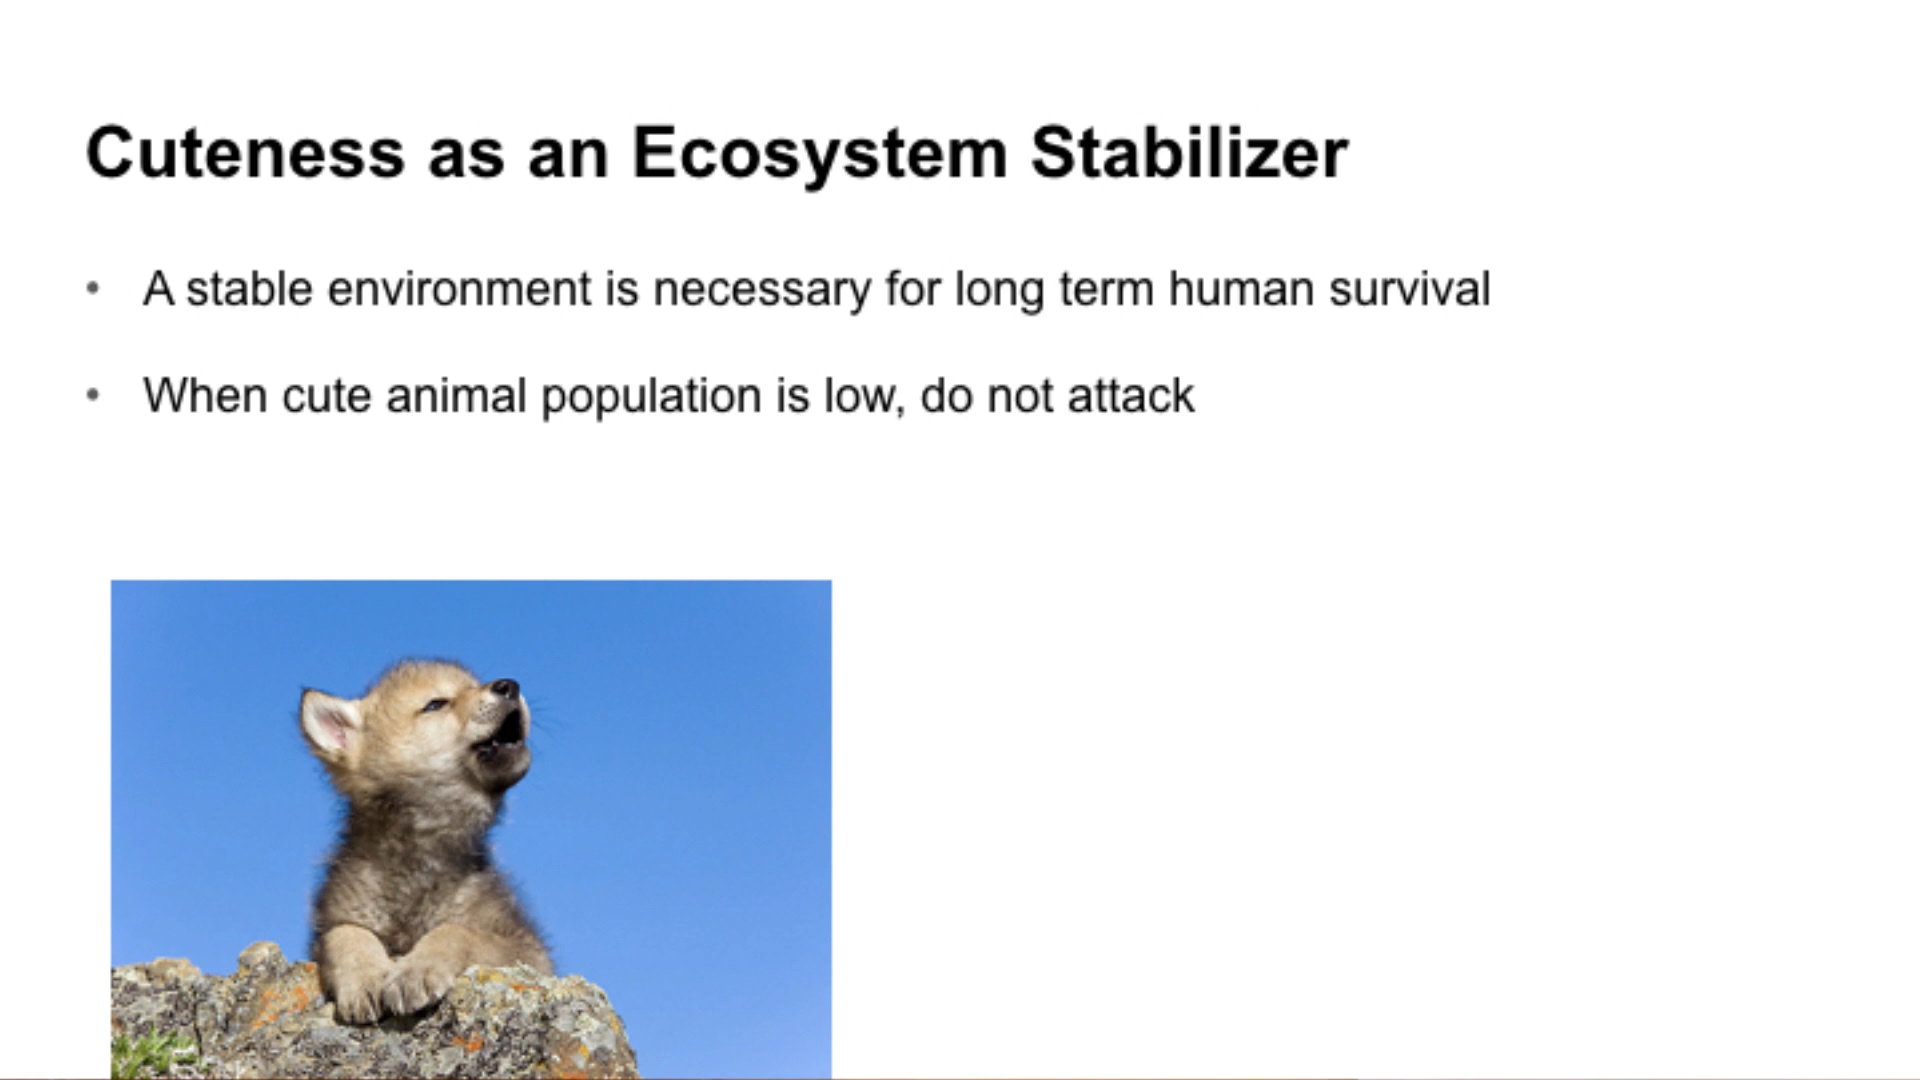 Cuteness as an Ecosystem Stabilizer
• A stable environment is necessary for long term human survival
• When cute animal population is low, do not attack